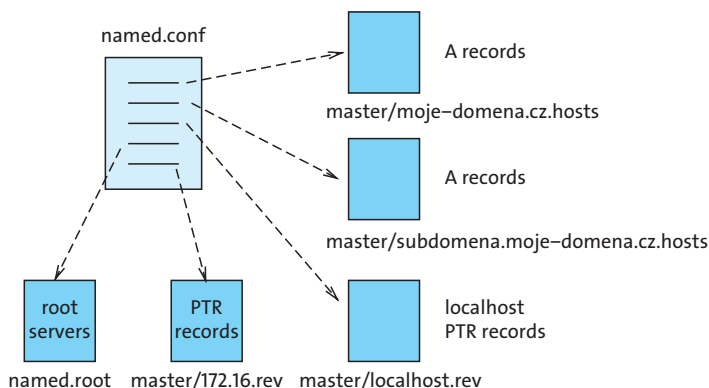 named.conf
A records
master/moje–domena.cz.hosts
A records
master/subdomena.moje–domena.cz.hosts
root
servers
named.root
PTR
records
master/172.16.rev
localhost
PTR records
master/localhost.rev